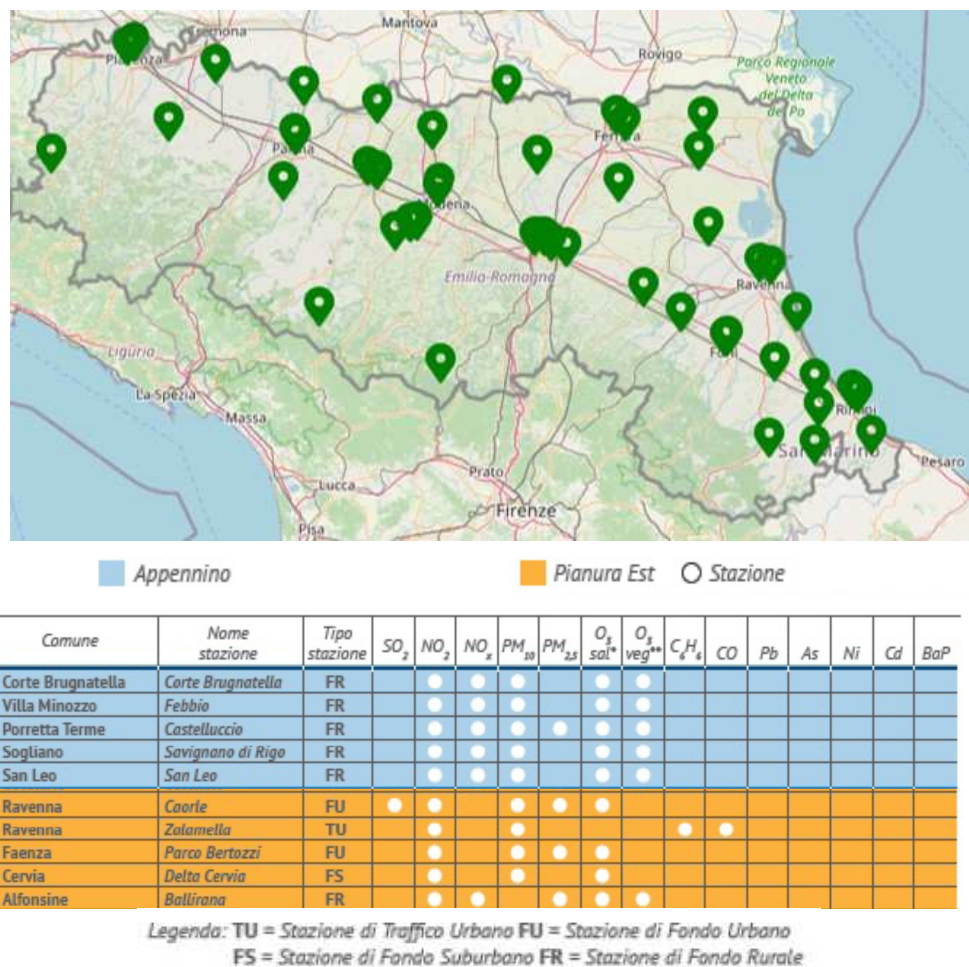 Mantova
Cremona
Piacenza
Rovigo
Parco Regionale
Veneto
del Delta
del Po
Ferrara
Parma
Modena
Emilia-Romagna
Ravenna
Liguria
Forlì
La Spezia
Massa
Rimini
San Marino
Pesaro
Prato
Lucca
Firenze
Pisa
Appennino Pianura Est Stazione
Comune Nome stazione Tipo stazione SO₂ NO₂ NOₓ PM₁₀ PM₂,₅ O₃ sal* O₃ veg** C₆H₆ CO Pb As Ni Cd BaP
Corte Brugnatella Corte Brugnatella FR
Villa Minozzo Febbio FR
Porretta Terme Castelluccio FR
Sogliano Savignano di Rigo FR
San Leo San Leo FR
Ravenna Caorle FU
Ravenna Zalamella TU
Faenza Parco Bertozzi FU
Cervia Delta Cervia FS
Alfonsine Ballirana FR
Legenda: TU = Stazione di Traffico Urbano FU = Stazione di Fondo Urbano
FS = Stazione di Fondo Suburbano FR = Stazione di Fondo Rurale